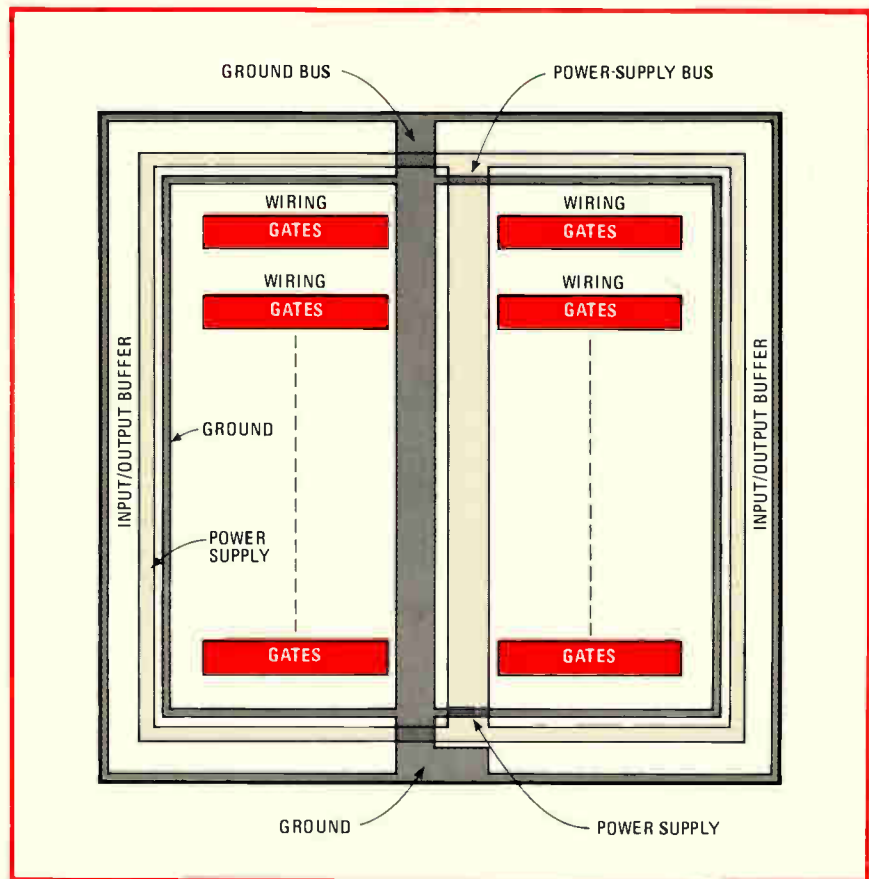 GROUND BUS
POWER-SUPPLY BUS
WIRING
GATES
WIRING
GATES
WIRING
GATES
WIRING
GATES
INPUT/OUTPUT BUFFER
GROUND
POWER
SUPPLY
INPUT/OUTPUT BUFFER
GATES
GATES
GROUND
POWER SUPPLY